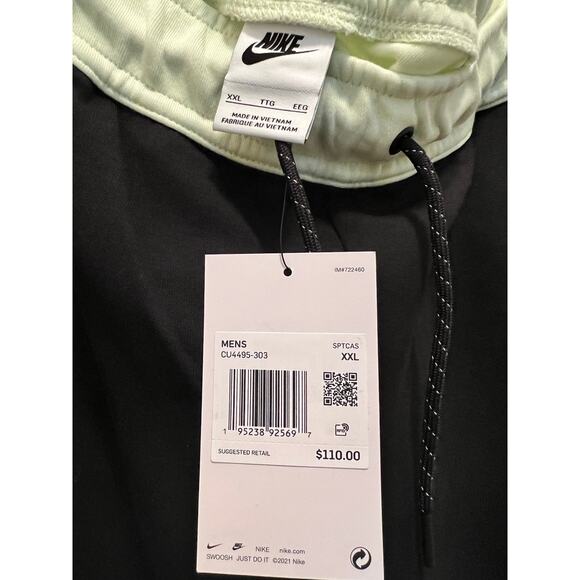 NIKE
XXL TTG EEG
MADE IN VIETNAM
FABRIQUE AU VIETNAM
IM#722460
MENS SPTCAS
CU4495-303 XXL
1 95238 92569 7
SUGGESTED RETAIL $110.00
NIKE nike.com
SWOOSH JUST DO IT ©2021 Nike